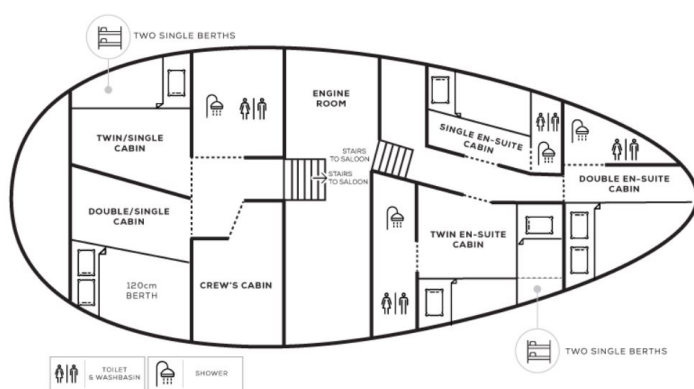 TWO SINGLE BERTHS
ENGINE
ROOM
TWIN/SINGLE
CABIN
SINGLE EN-SUITE
CABIN
STAIRS
TO SALOON
STAIRS
TO SALOON
DOUBLE EN-SUITE
CABIN
DOUBLE/SINGLE
CABIN
TWIN EN-SUITE
CABIN
120cm
BERTH
CREW'S CABIN
TWO SINGLE BERTHS
TOILET
& WASHBASIN
SHOWER